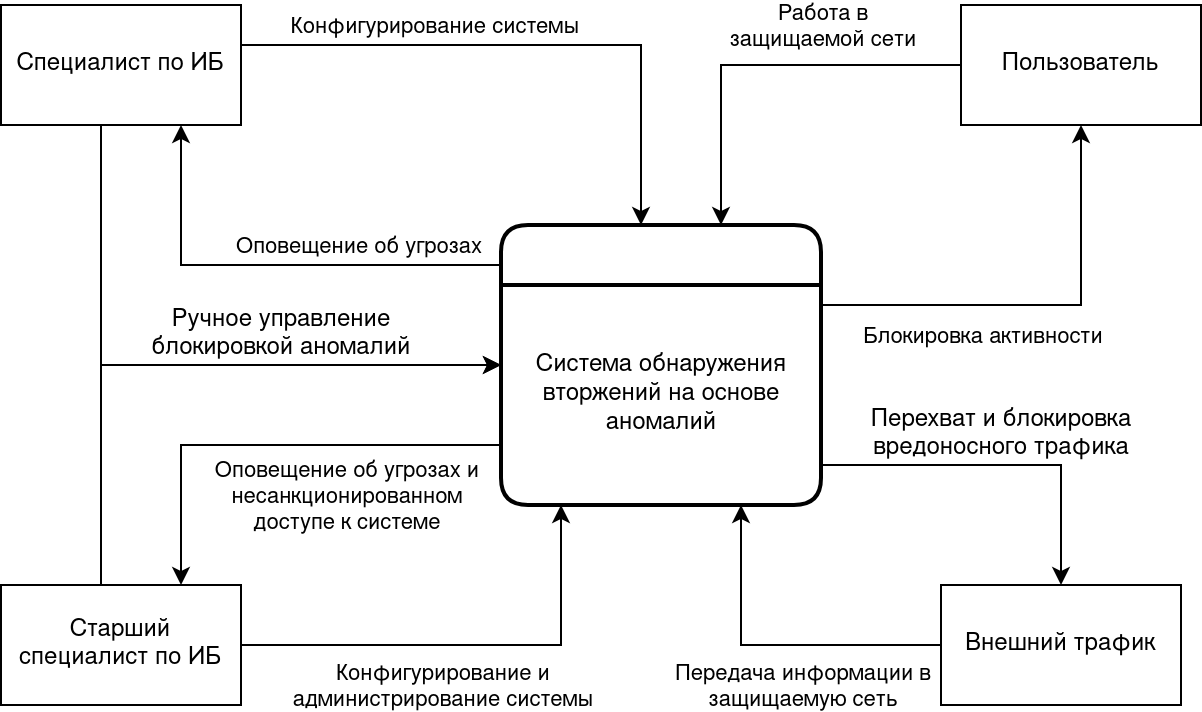 Специалист по ИБ
Конфигурирование системы
Работа в
защищаемой сети
Пользователь
Оповещение об угрозах
Ручное управление
блокировкой аномалий
Система обнаружения
вторжений на основе
аномалий
Блокировка активности
Перехват и блокировка
вредоносного трафика
Оповещение об угрозах и
несанкционированном
доступе к системе
Старший
специалист по ИБ
Конфигурирование и
администрирование системы
Передача информации в
защищаемую сеть
Внешний трафик